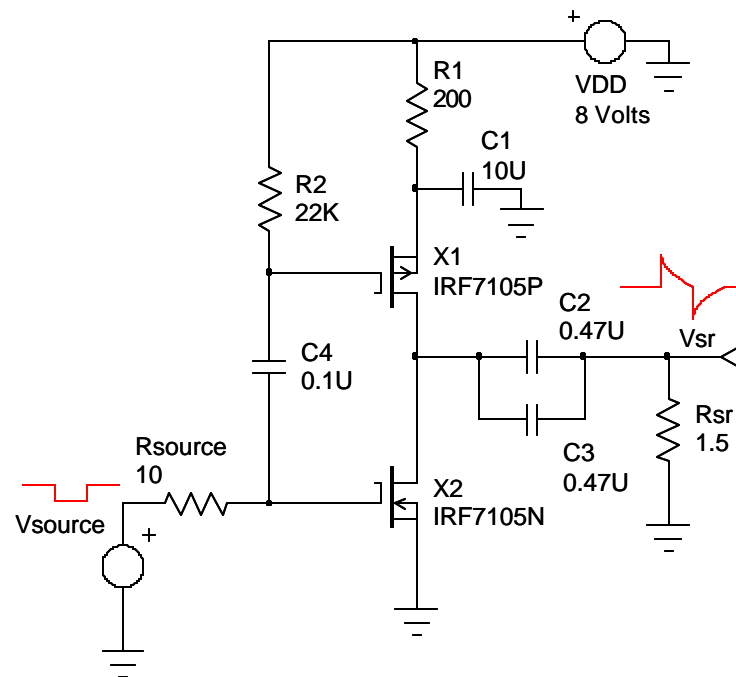 +
VDD
8 Volts
R1
200
C1
10U
R2
22K
X1
IRF7105P
C2
0.47U
Vsr
C4
0.1U
Rsr
1.5
C3
0.47U
Rsource
10
X2
IRF7105N
Vsource
+